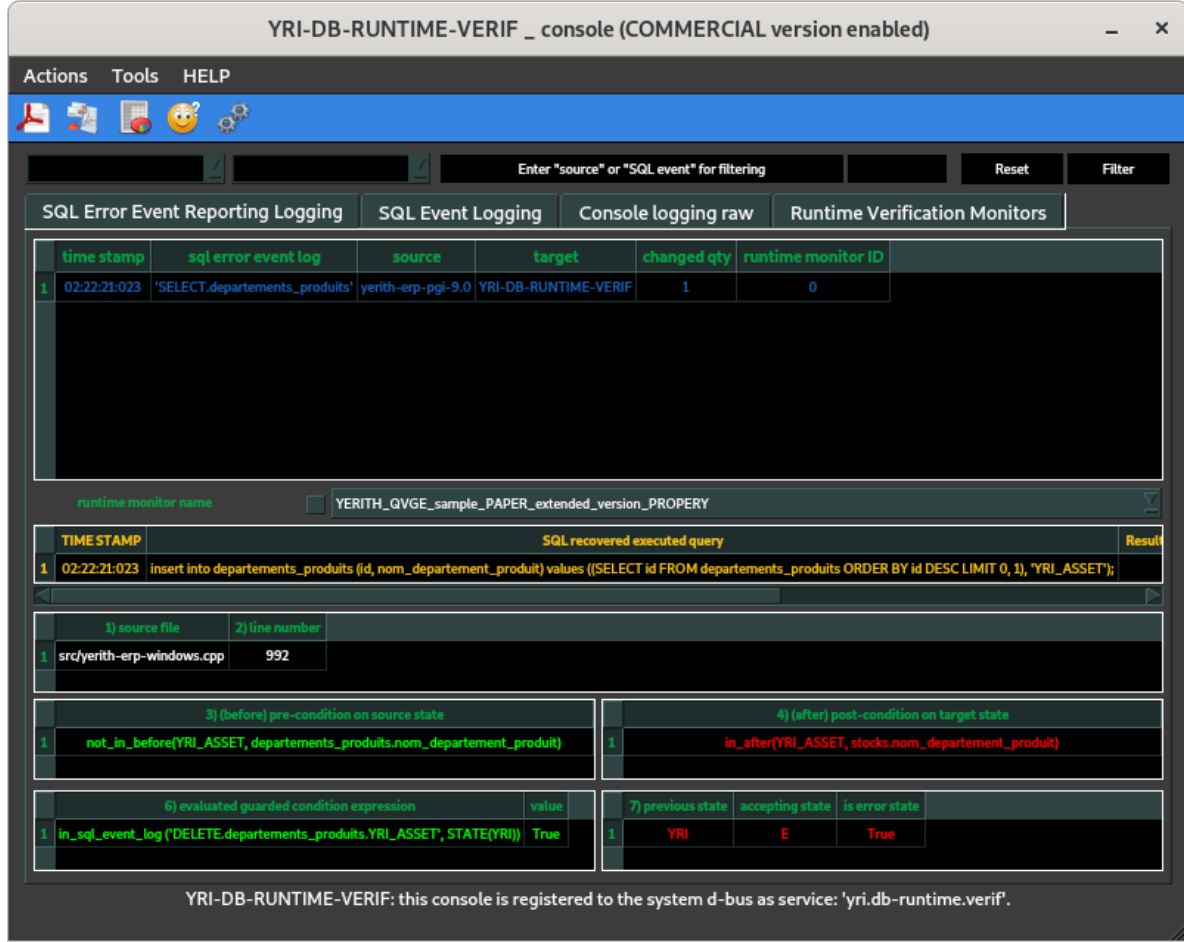 YRI-DB-RUNTIME-VERIF _ console (COMMERCIAL version enabled)
Actions Tools HELP
Enter "source" or "SQL event" for filtering Reset Filter
SQL Error Event Reporting Logging SQL Event Logging Console logging raw Runtime Verification Monitors
time stamp sql error event log source target changed qty runtime monitor ID
1 02:22:21:023 'SELECT.departements_produits' yerith-erp-pgi-9.0 YRI-DB-RUNTIME-VERIF 1 0
runtime monitor name YERITH_QVGE_sample_PAPER_extended_version_PROPERY
TIME STAMP SQL recovered executed query Result
1 02:22:21:023 insert into departements_produits (id, nom_departement_produit) values ((SELECT id FROM departements_produits ORDER BY id DESC LIMIT 0, 1), 'YRI_ASSET');
1) source file 2) line number
1 src/yerith-erp-windows.cpp 992
3) (before) pre-condition on source state 4) (after) post-condition on target state
1 not_in_before(YRI_ASSET, departements_produits.nom_departement_produit) 1 in_after(YRI_ASSET, stocks.nom_departement_produit)
6) evaluated guarded condition expression value 7) previous state accepting state is error state
1 in_sql_event_log ('DELETE.departements_produits.YRI_ASSET', STATE(YRI)) True 1 YRI E True
YRI-DB-RUNTIME-VERIF: this console is registered to the system d-bus as service: 'yri.db-runtime.verif'.